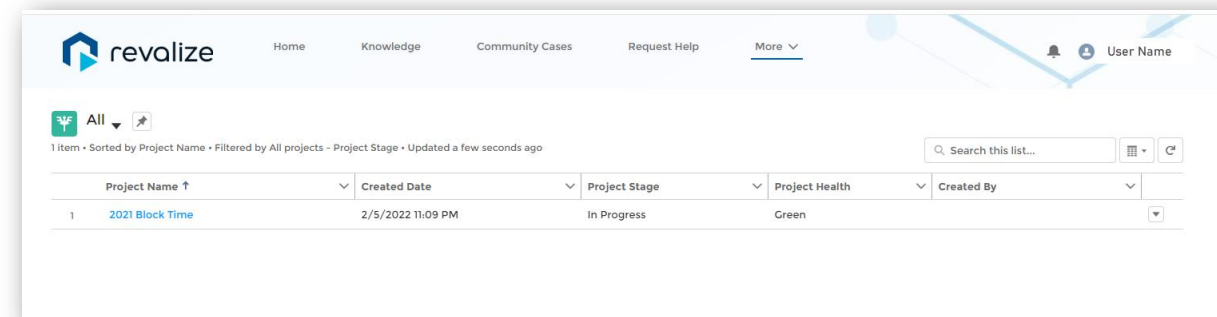 revalize
Home Knowledge Community Cases Request Help More
User Name
All
1 item • Sorted by Project Name • Filtered by All projects - Project Stage • Updated a few seconds ago
Search this list...
Project Name ↑ Created Date Project Stage Project Health Created By
1 2021 Block Time 2/5/2022 11:09 PM In Progress Green